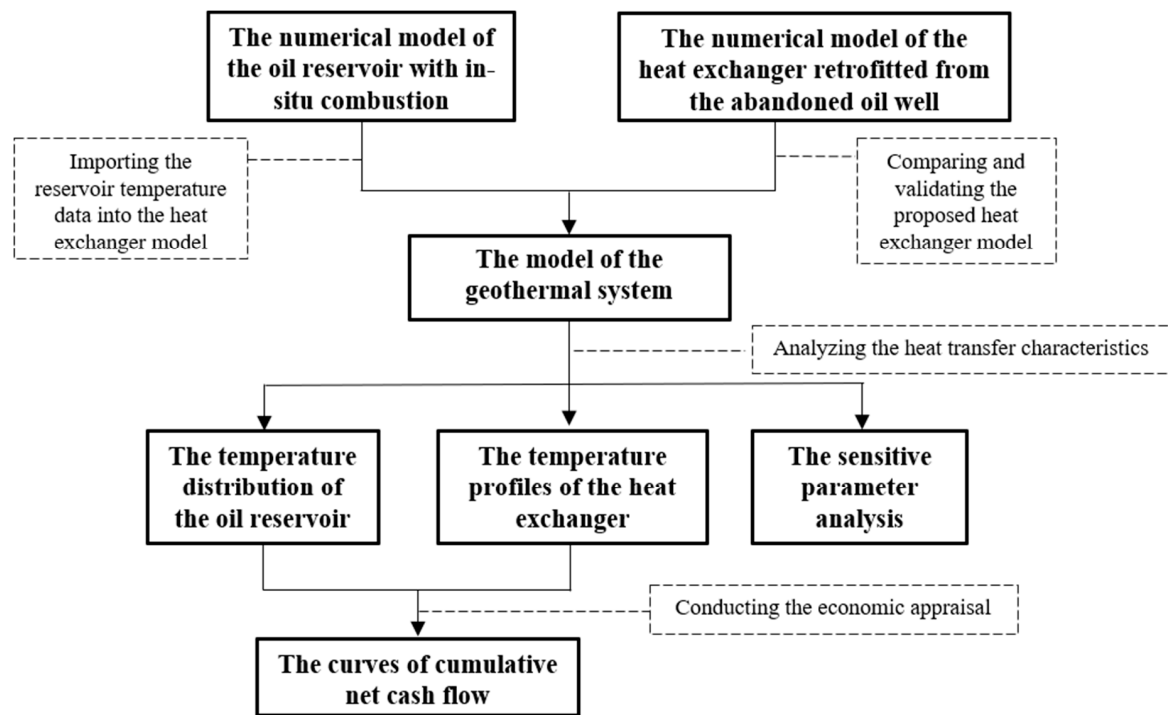 The numerical model of
the oil reservoir with in-
situ combustion
The numerical model of the
heat exchanger retrofitted from
the abandoned oil well
Importing the
reservoir temperature
data into the heat
exchanger model
Comparing and
validating the
proposed heat
exchanger model
The model of the
geothermal system
Analyzing the heat transfer characteristics
The temperature
distribution of
the oil reservoir
The temperature
profiles of the heat
exchanger
The sensitive
parameter
analysis
Conducting the economic appraisal
The curves of cumulative
net cash flow